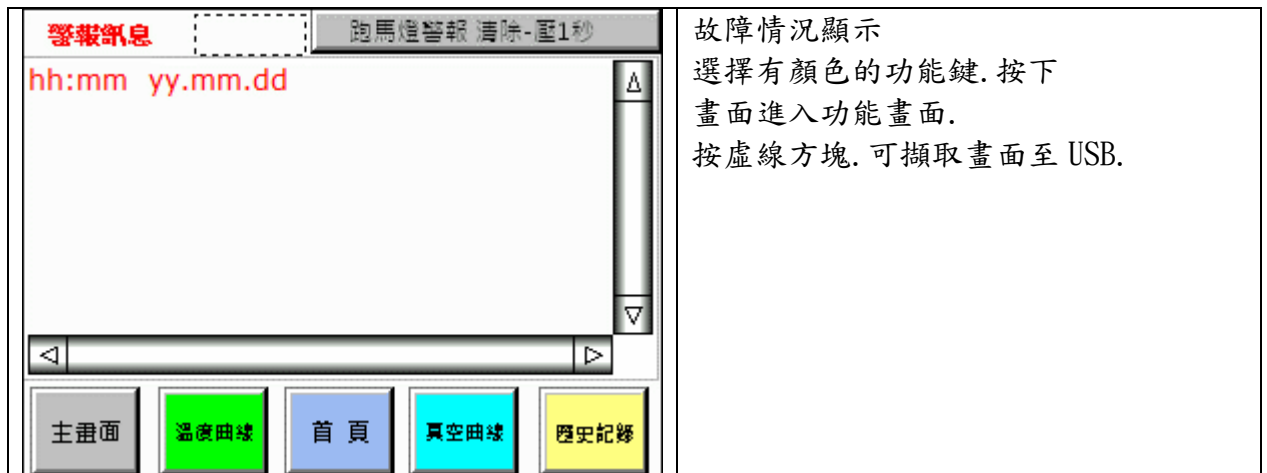 警報訊息
跑馬燈警報 清除-壓1秒
hh:mm yy.mm.dd
主畫面
溫度曲線
首頁
真空曲線
歷史記錄
故障情況顯示
選擇有顏色的功能鍵.按下
畫面進入功能畫面.
按虛線方塊.可擷取畫面至 USB.